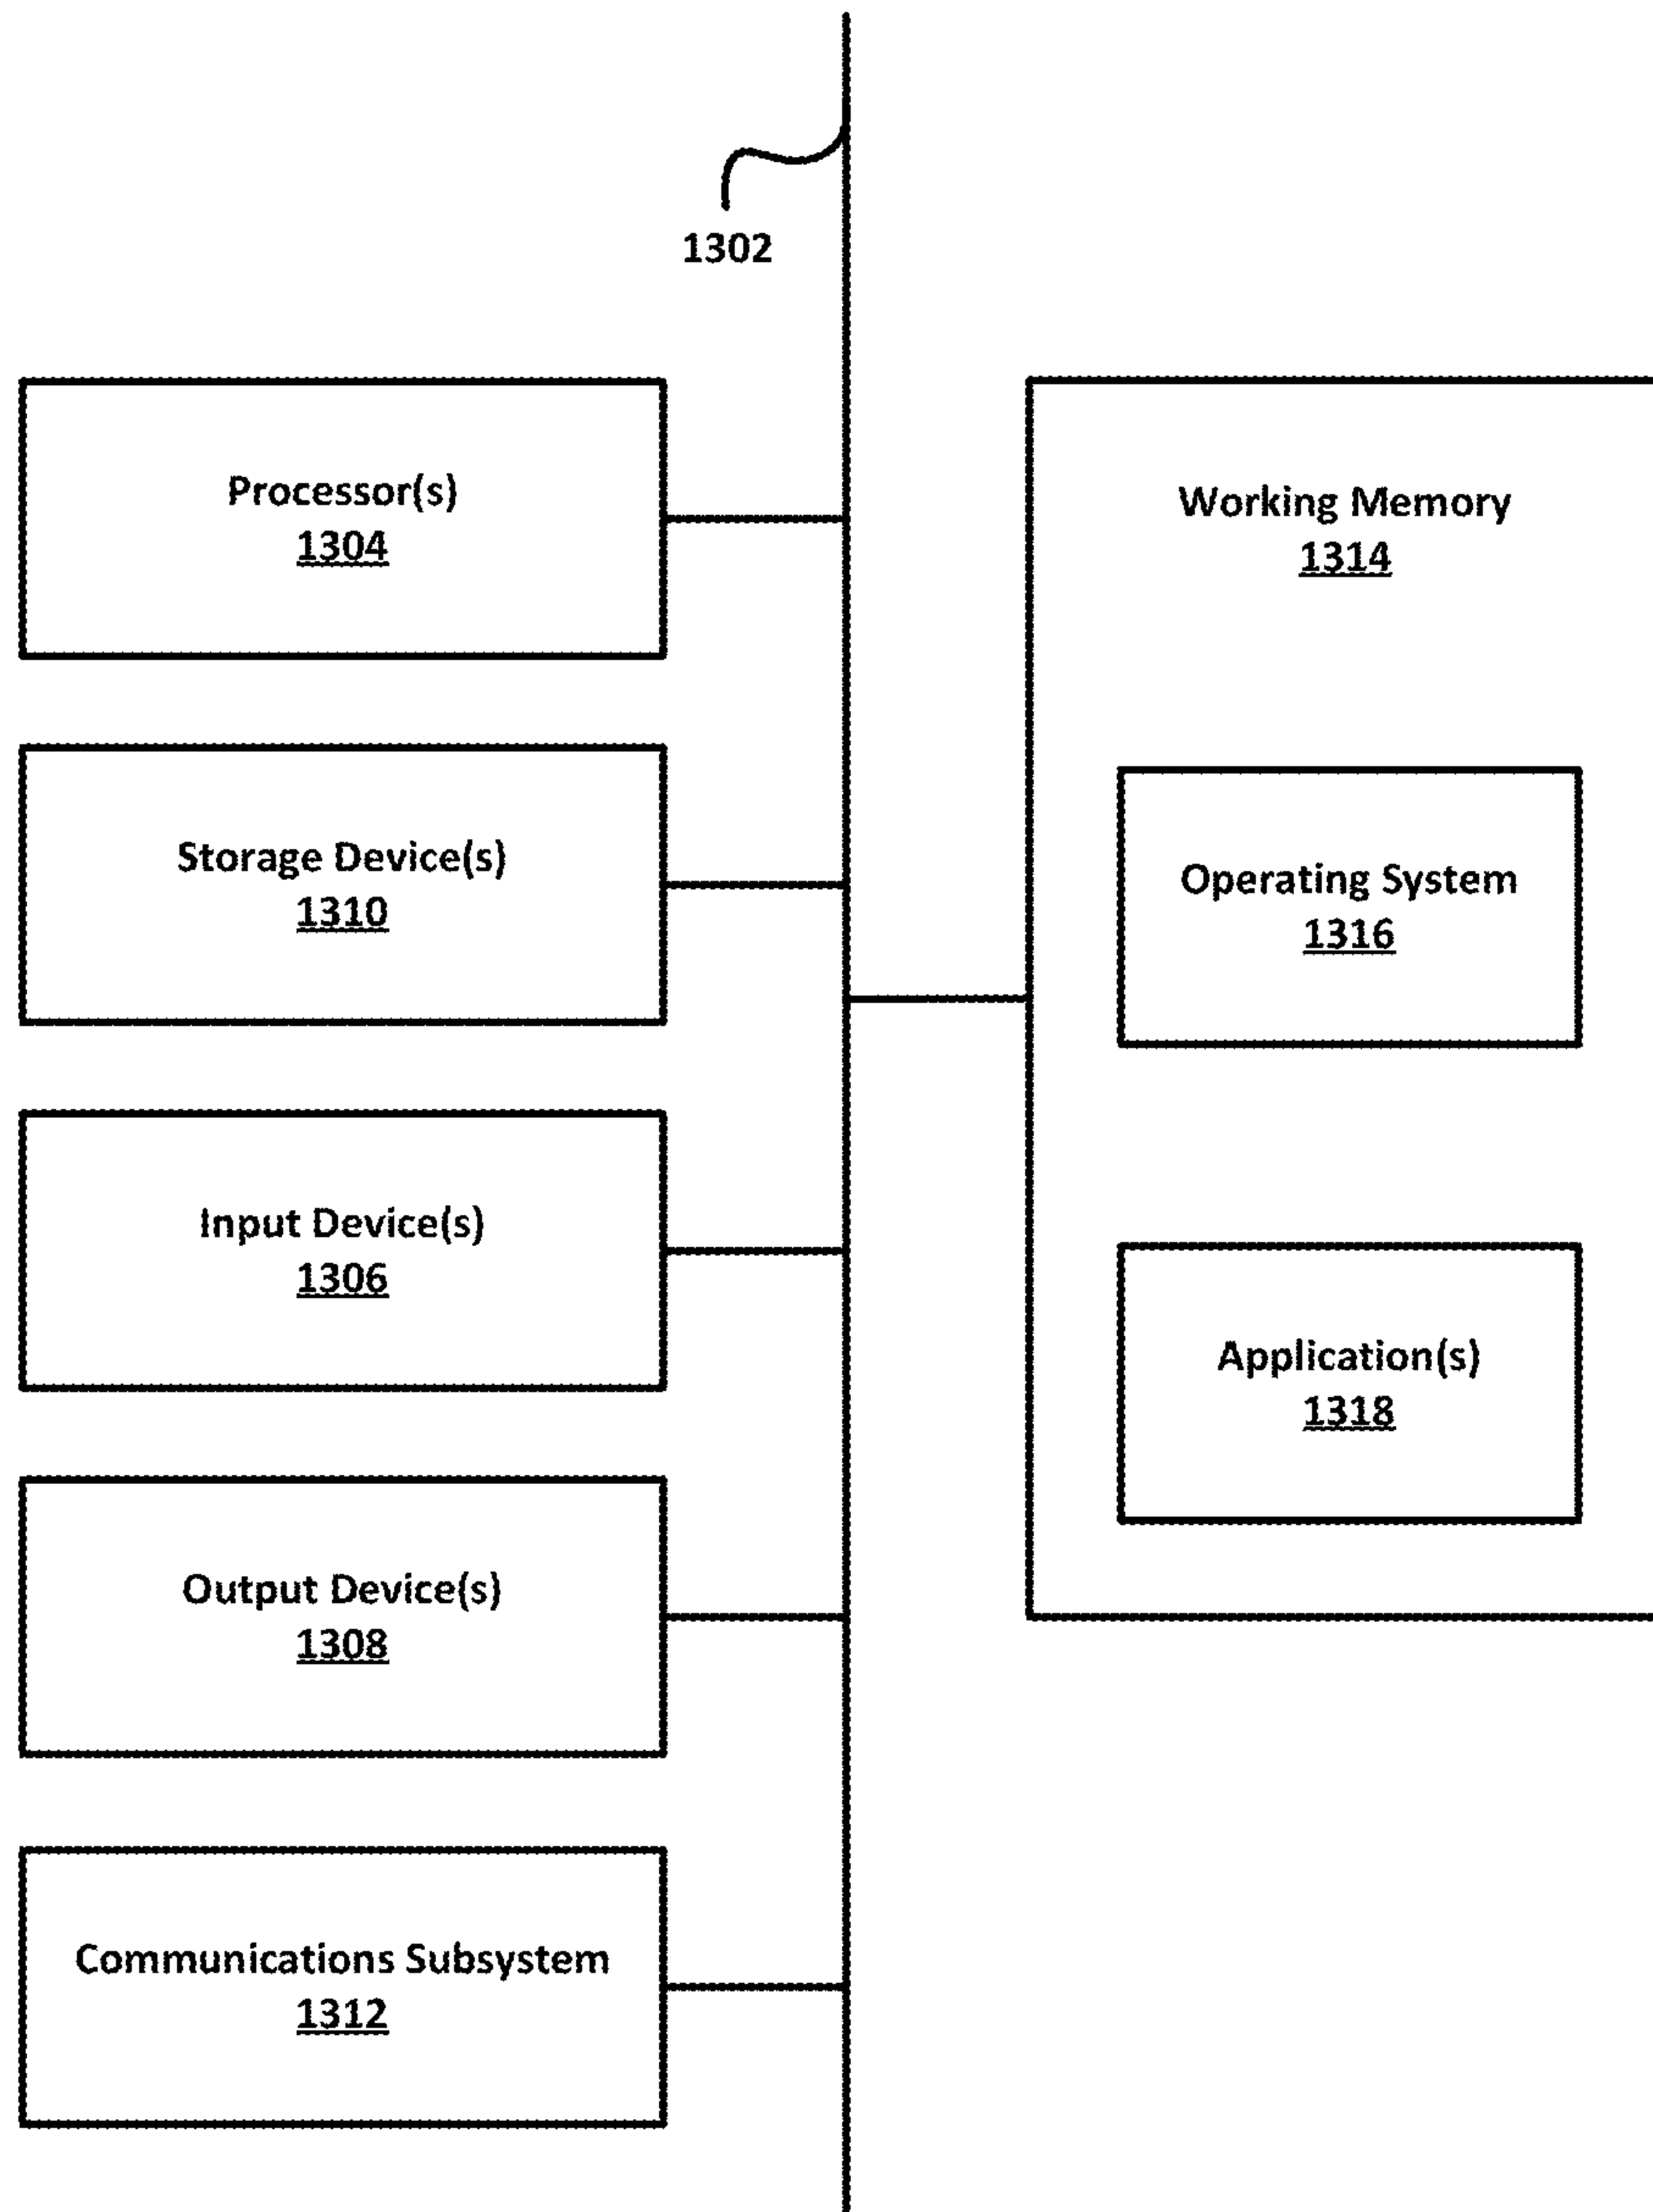 1302
Processor(s)
1304
Storage Device(s)
1310
Input Device(s)
1306
Output Device(s)
1308
Communications Subsystem
1312
Working Memory
1314
Operating System
1316
Application(s)
1318